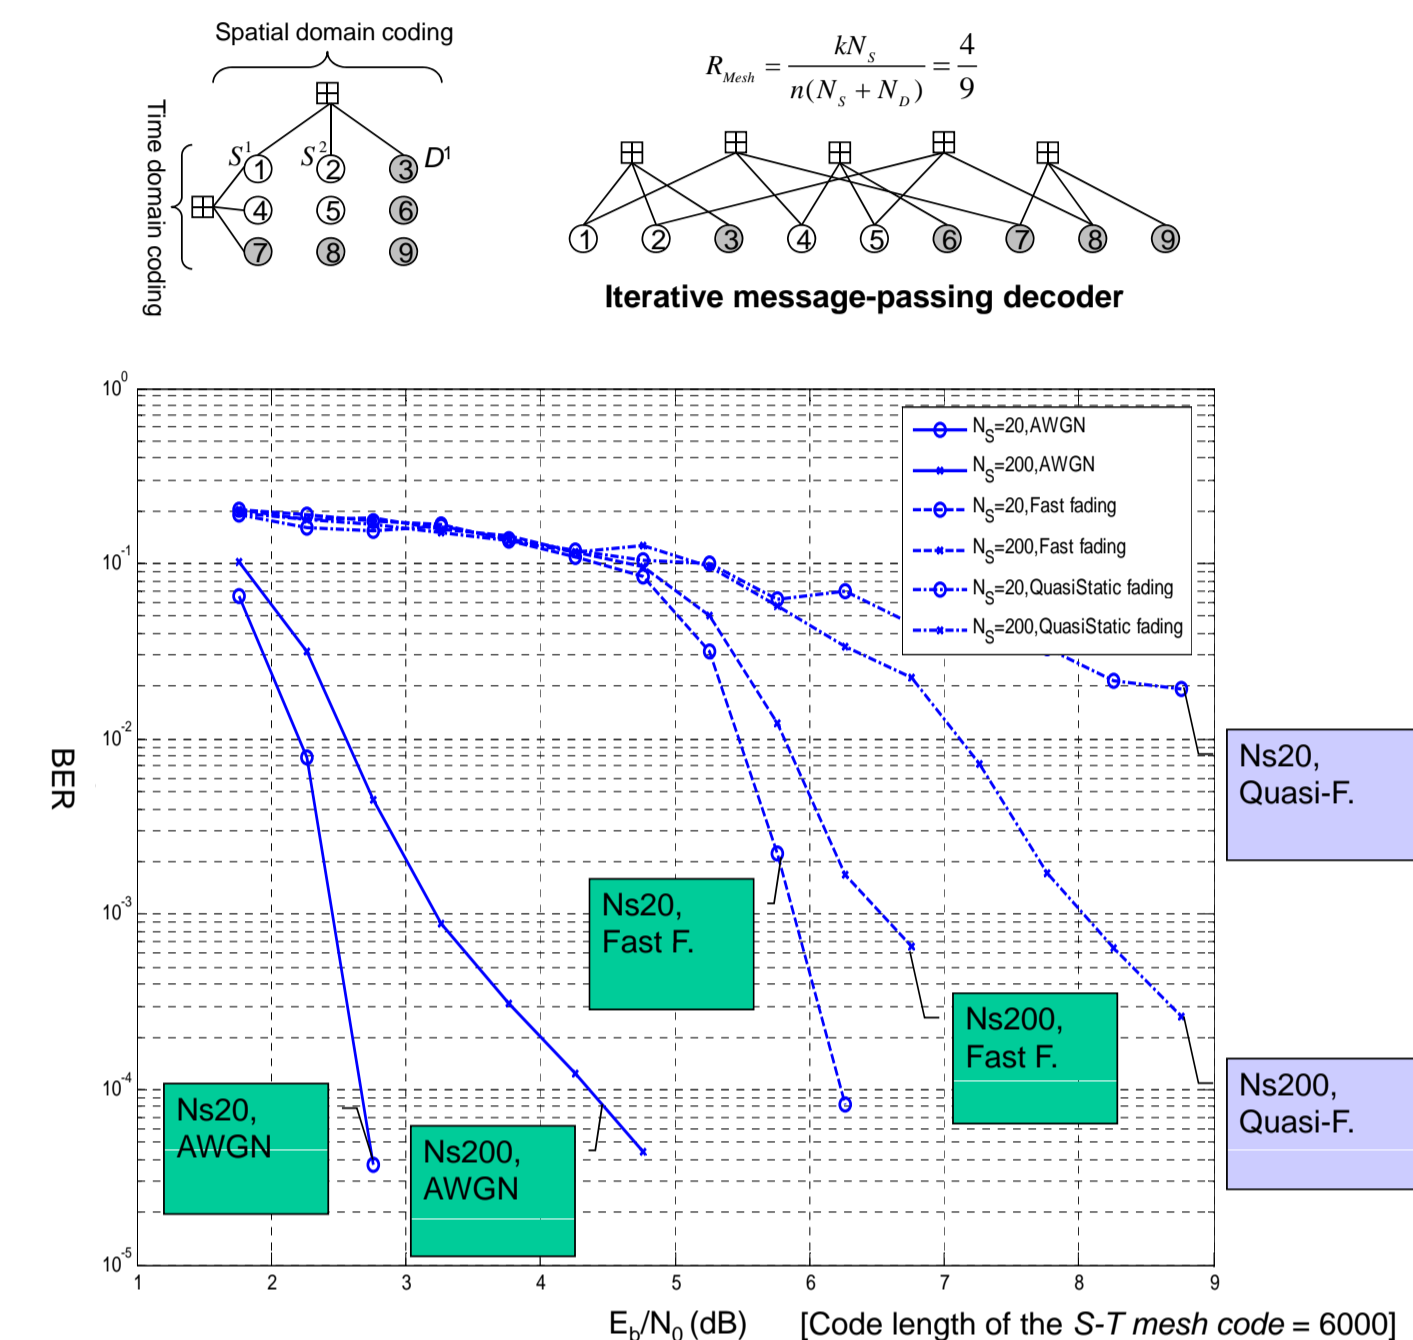 Spatial domain coding
Time domain coding
S1 S2 D1
1 2 3
4 5 6
7 8 9
R Mesh = kN S / n(N S + N D) = 4 / 9
1 2 3 4 5 6 7 8 9
Iterative message-passing decoder
BER
10^0
10^-1
10^-2
10^-3
10^-4
10^-5
N_S=20,AWGN
N_S=200,AWGN
N_S=20,Fast fading
N_S=200,Fast fading
N_S=20,QuasiStatic fading
N_S=200,QuasiStatic fading
Ns20,
Quasi-F.
Ns20,
Fast F.
Ns200,
Fast F.
Ns200,
Quasi-F.
Ns20,
AWGN
Ns200,
AWGN
1 2 3 4 5 6 7 8 9
E_b/N_0 (dB) [Code length of the S-T mesh code = 6000]